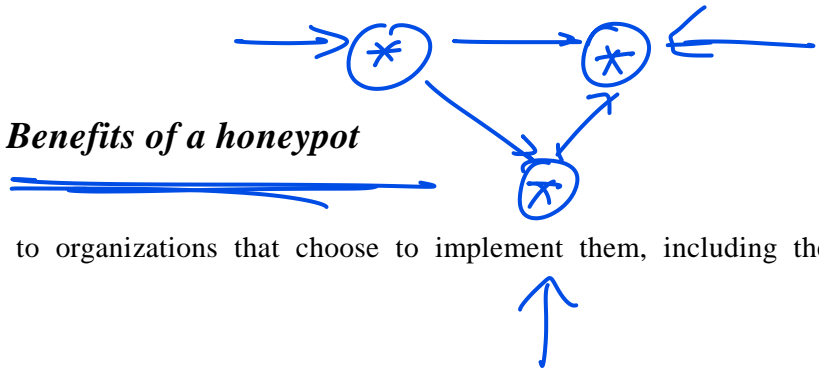 *
*
Benefits of a honeypot
*
to organizations that choose to implement them, including the